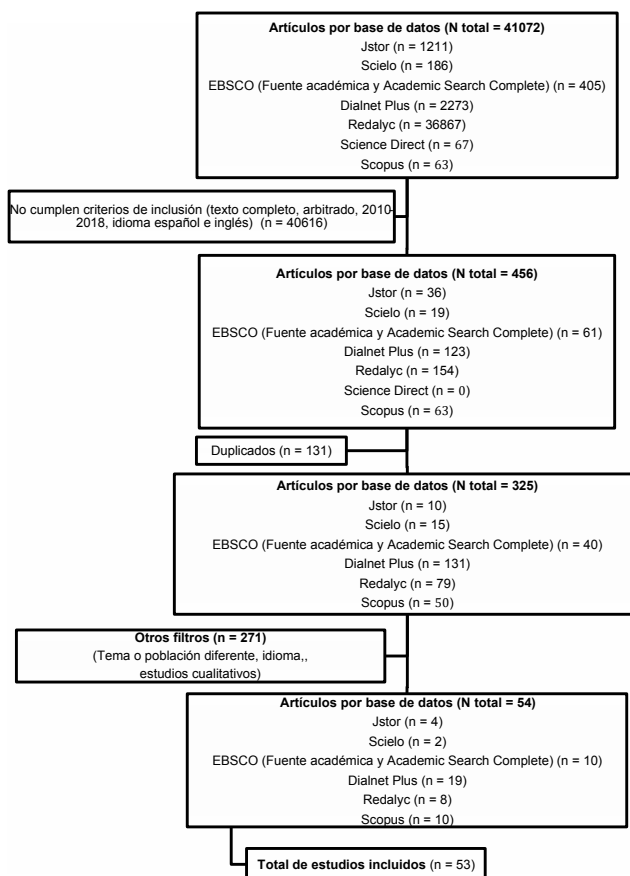 Artículos por base de datos (N total = 41072)
Jstor (n = 1211)
Scielo (n = 186)
EBSCO (Fuente académica y Academic Search Complete) (n = 405)
Dialnet Plus (n = 2273)
Redalyc (n = 36867)
Science Direct (n = 67)
Scopus (n = 63)
No cumplen criterios de inclusión (texto completo, arbitrado, 2010-
2018, idioma español e inglés) (n = 40616)
Artículos por base de datos (N total = 456)
Jstor (n = 36)
Scielo (n = 19)
EBSCO (Fuente académica y Academic Search Complete) (n = 61)
Dialnet Plus (n = 123)
Redalyc (n = 154)
Science Direct (n = 0)
Scopus (n = 63)
Duplicados (n = 131)
Artículos por base de datos (N total = 325)
Jstor (n = 10)
Scielo (n = 15)
EBSCO (Fuente académica y Academic Search Complete) (n = 40)
Dialnet Plus (n = 131)
Redalyc (n = 79)
Scopus (n = 50)
Otros filtros (n = 271)
(Tema o población diferente, idioma,,
estudios cualitativos)
Artículos por base de datos (N total = 54)
Jstor (n = 4)
Scielo (n = 2)
EBSCO (Fuente académica y Academic Search Complete) (n = 10)
Dialnet Plus (n = 19)
Redalyc (n = 8)
Scopus (n = 10)
Total de estudios incluidos (n = 53)